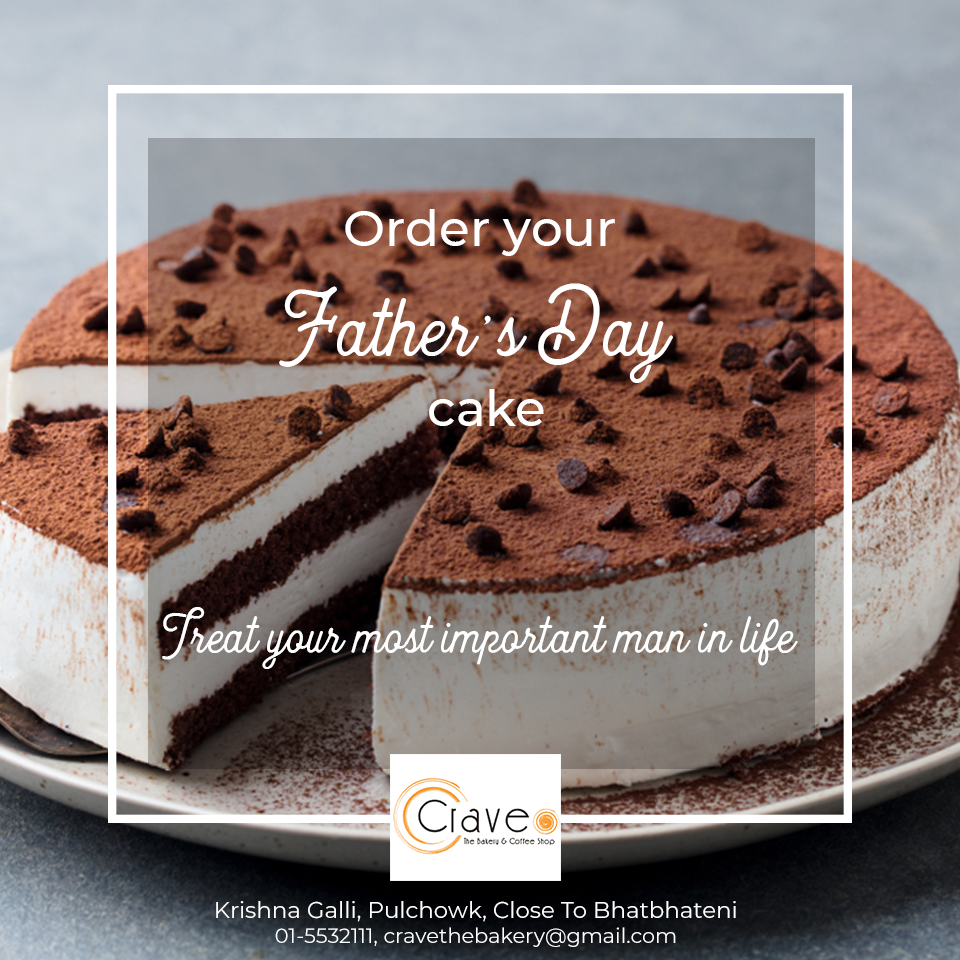 Order your
Father's Day
cake
Treat your most important man in life
Crave
The Bakery & Coffee Shop
Krishna Galli, Pulchowk, Close To Bhatbhateni
01-5532111, cravethebakery@gmail.com